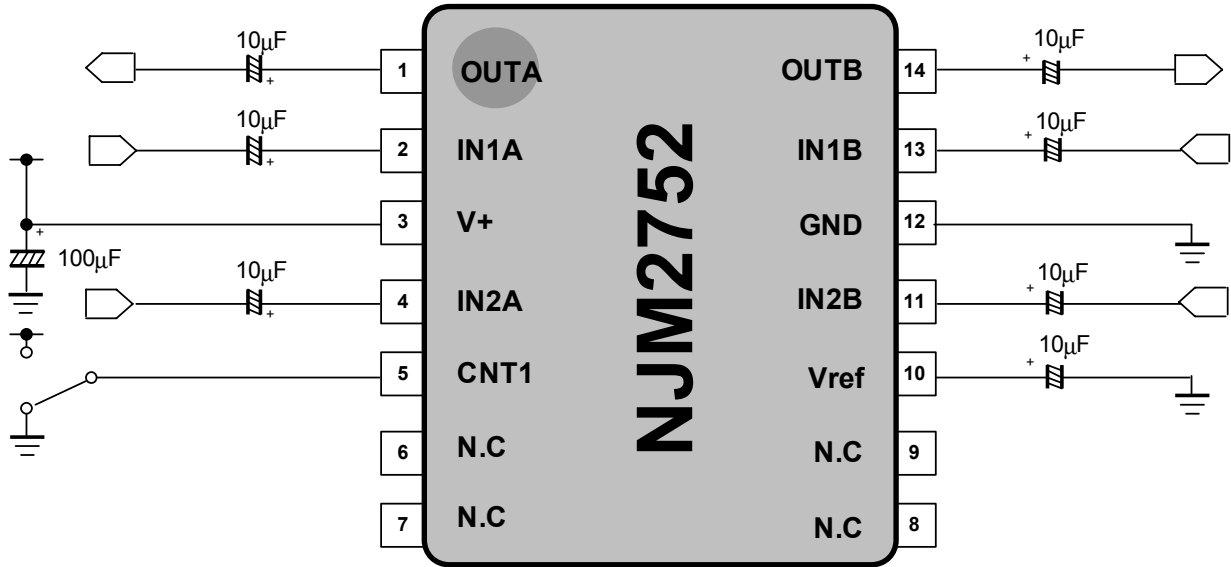 10μF
1 OUTA
OUTB 14
10μF
+
+
10μF
2 IN1A
IN1B 13
10μF
+
+
3 V+
GND 12
+
100μF
10μF
4 IN2A
IN2B 11
10μF
+
+
5 CNT1
Vref 10
10μF
+
6 N.C
N.C 9
7 N.C
N.C 8
NJM2752